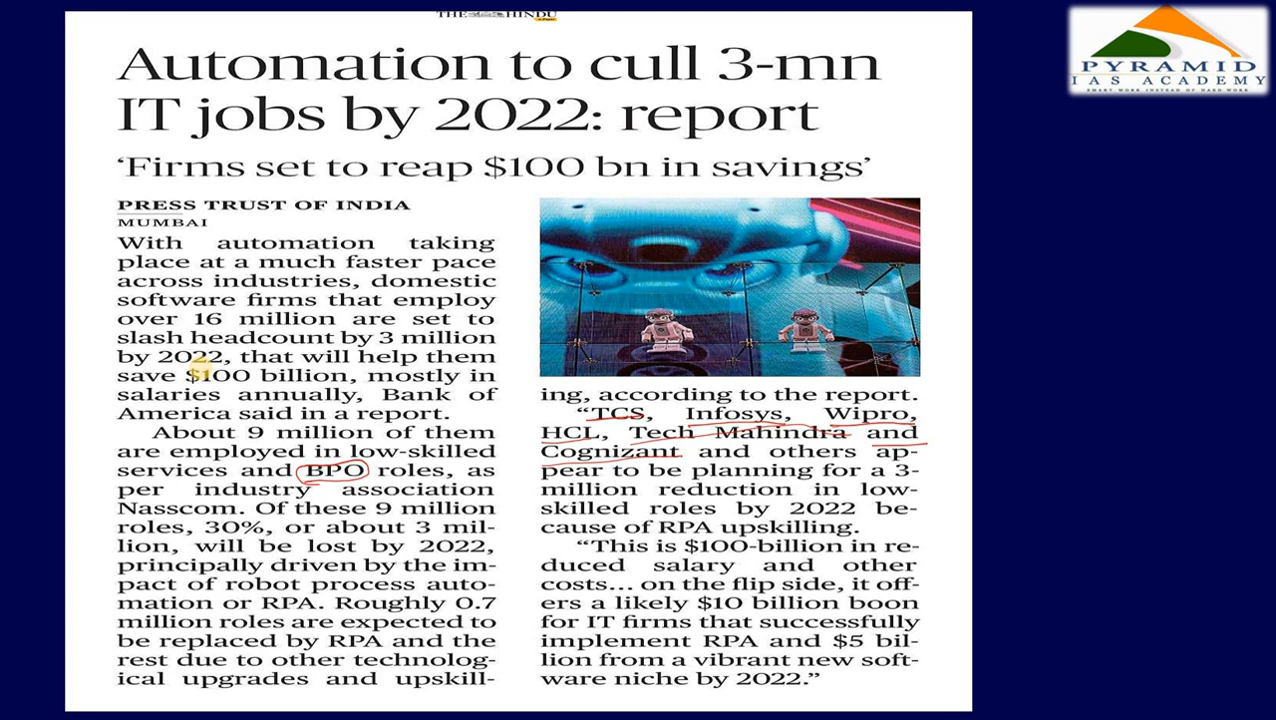 THE HINDU
e-Paper
Automation to cull 3-mn
IT jobs by 2022: report
‘Firms set to reap $100 bn in savings’
PRESS TRUST OF INDIA
MUMBAI
With automation taking
place at a much faster pace
across industries, domestic
software firms that employ
over 16 million are set to
slash headcount by 3 million
by 2022, that will help them
save $100 billion, mostly in
salaries annually, Bank of
America said in a report.
About 9 million of them
are employed in low-skilled
services and BPO roles, as
per industry association
Nasscom. Of these 9 million
roles, 30%, or about 3 mil-
lion, will be lost by 2022,
principally driven by the im-
pact of robot process auto-
mation or RPA. Roughly 0.7
million roles are expected to
be replaced by RPA and the
rest due to other technolog-
ical upgrades and upskill-
ing, according to the report.
“TCS, Infosys, Wipro,
HCL, Tech Mahindra and
Cognizant and others ap-
pear to be planning for a 3-
million reduction in low-
skilled roles by 2022 be-
cause of RPA upskilling.
“This is $100-billion in re-
duced salary and other
costs... on the flip side, it off-
ers a likely $10 billion boon
for IT firms that successfully
implement RPA and $5 bil-
lion from a vibrant new soft-
ware niche by 2022.”
PYRAMID
IAS ACADEMY
SMART WORK INSTEAD OF HARD WORK